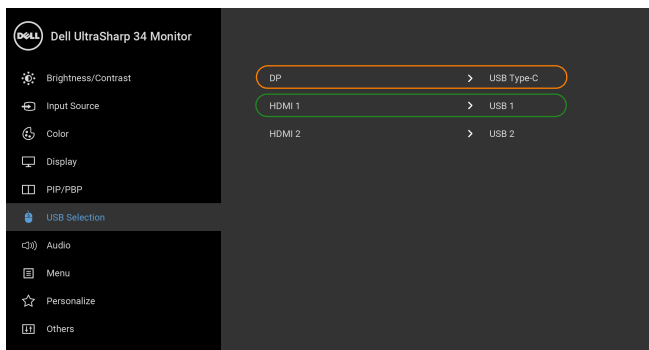 DELL
Dell UltraSharp 34 Monitor
Brightness/Contrast
Input Source
Color
Display
PIP/PBP
USB Selection
Audio
Menu
Personalize
Others
DP > USB Type-C
HDMI 1 > USB 1
HDMI 2 > USB 2